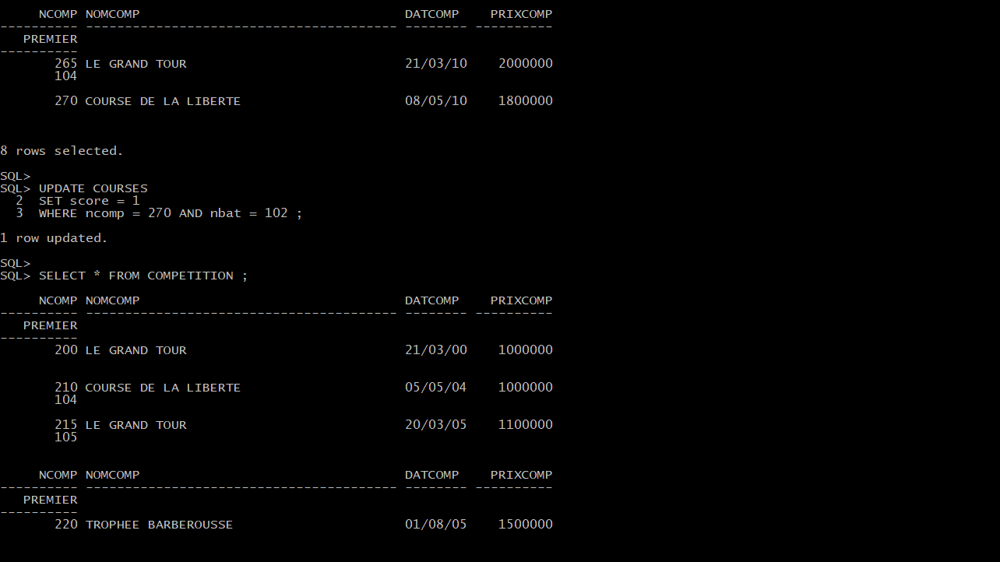 NCOMP NOMCOMP                                  DATCOMP    PRIXCOMP
---------- ---------------------------------------- -------- ----------
   PREMIER
----------
       265 LE GRAND TOUR                            21/03/10    2000000
       104

       270 COURSE DE LA LIBERTE                     08/05/10    1800000



8 rows selected.

SQL>
SQL> UPDATE COURSES
  2  SET score = 1
  3  WHERE ncomp = 270 AND nbat = 102 ;

1 row updated.

SQL>
SQL> SELECT * FROM COMPETITION ;

     NCOMP NOMCOMP                                  DATCOMP    PRIXCOMP
---------- ---------------------------------------- -------- ----------
   PREMIER
----------
       200 LE GRAND TOUR                            21/03/00    1000000


       210 COURSE DE LA LIBERTE                     05/05/04    1000000
       104

       215 LE GRAND TOUR                            20/03/05    1100000
       105


     NCOMP NOMCOMP                                  DATCOMP    PRIXCOMP
---------- ---------------------------------------- -------- ----------
   PREMIER
----------
       220 TROPHEE BARBEROUSSE                      01/08/05    1500000